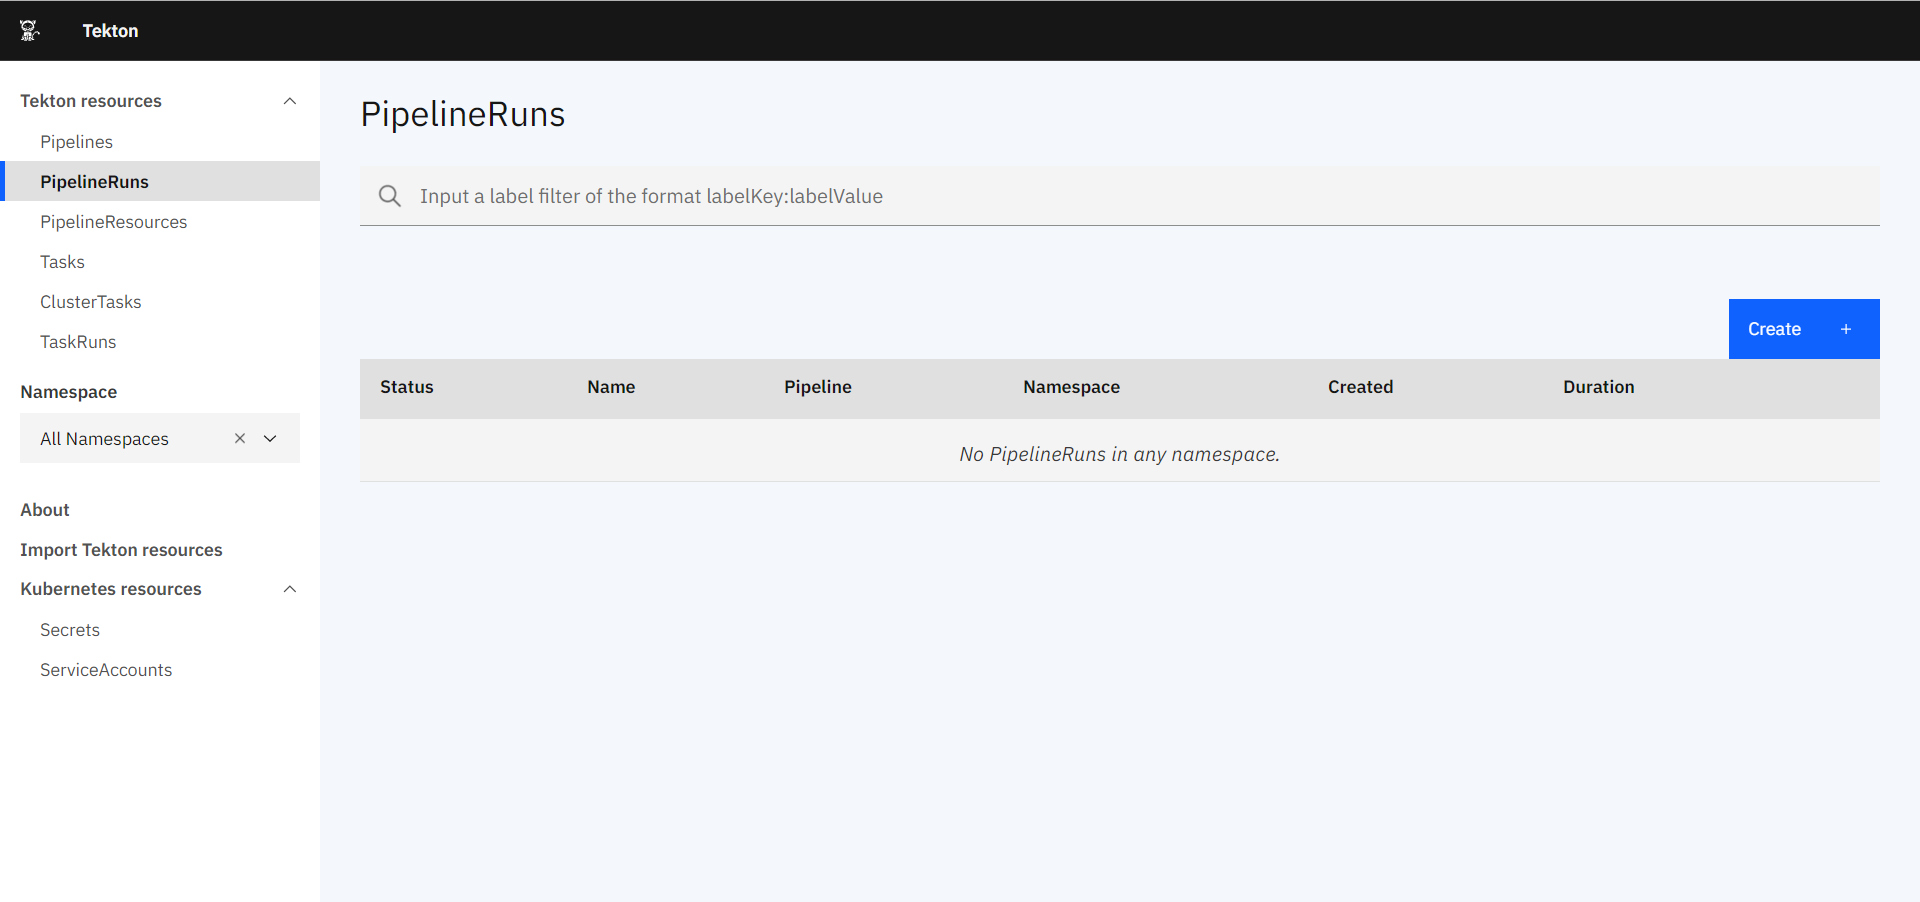 Tekton
Tekton resources
Pipelines
PipelineRuns
PipelineResources
Tasks
ClusterTasks
TaskRuns
Namespace
All Namespaces
About
Import Tekton resources
Kubernetes resources
Secrets
ServiceAccounts
PipelineRuns
Input a label filter of the format labelKey:labelValue
Create +
Status Name Pipeline Namespace Created Duration
No PipelineRuns in any namespace.